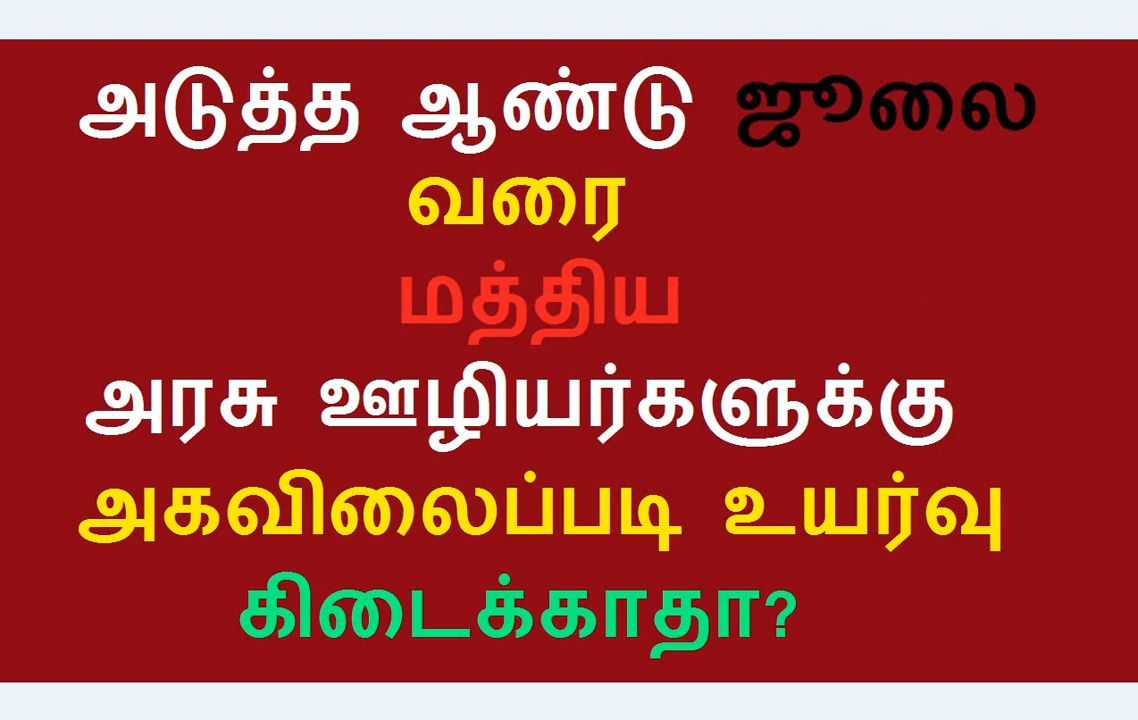 அடுத்த ஆண்டு ஜூலை
வரை
மத்திய
அரசு ஊழியர்களுக்கு
அகவிலைப்படி உயர்வு
கிடைக்காதா?